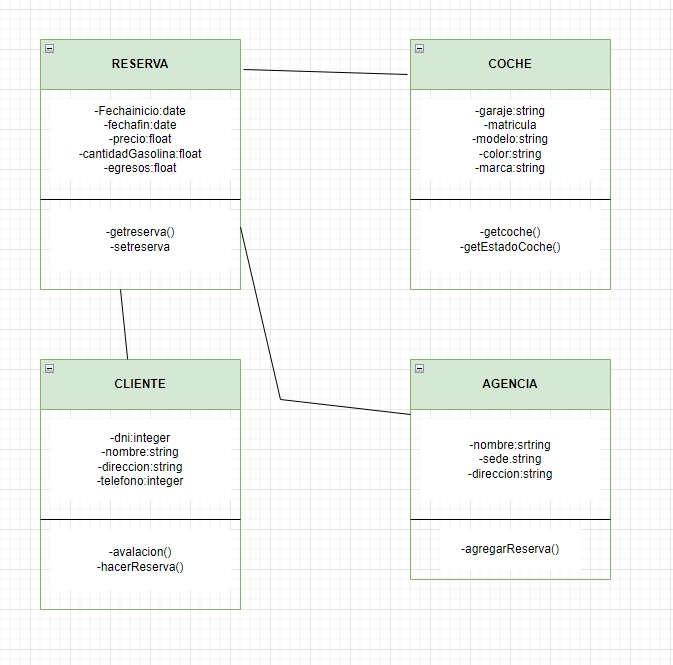 RESERVA
-Fechainicio:date
-fechafin:date
-precio:float
-cantidadGasolina:float
-egresos:float
-getreserva()
-setreserva
COCHE
-garaje:string
-matricula
-modelo:string
-color:string
-marca:string
-getcoche()
-getEstadoCoche()
CLIENTE
-dni:integer
-nombre:string
-direccion:string
-telefono:integer
-avalacion()
-hacerReserva()
AGENCIA
-nombre:srtring
-sede.string
-direccion:string
-agregarReserva()